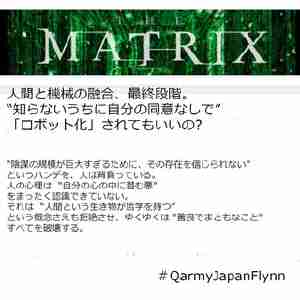 THE
MATRIX
人間と機械の融合、最終段階。
“知らないうちに自分の同意なしで”
「ロボット化」されてもいいの?
“陰謀の規模が巨大すぎるために、その存在を信じられない”
というハンデを、人は背負っている。
人の心理は “自分の心の中に潜む悪”
をまったく認識できていない。
それは “人間という生き物が
を持つ”
という概念さえも拒絶させ、ゆくゆくは “善良でまともなこと”
すべてを破壊する。
#QarmyJapanFlynn